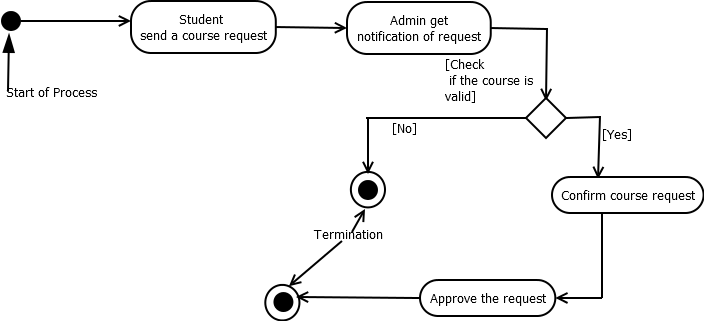 Student
send a course request
Admin get
notification of request
[Check
if the course is
valid]
Start of Process
[No]
[Yes]
Confirm course request
Termination
Approve the request